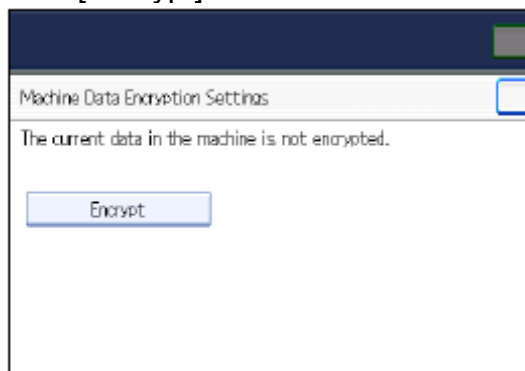 Machine Data Encryption Settings
The current data in the machine is not encrypted.
Encrypt